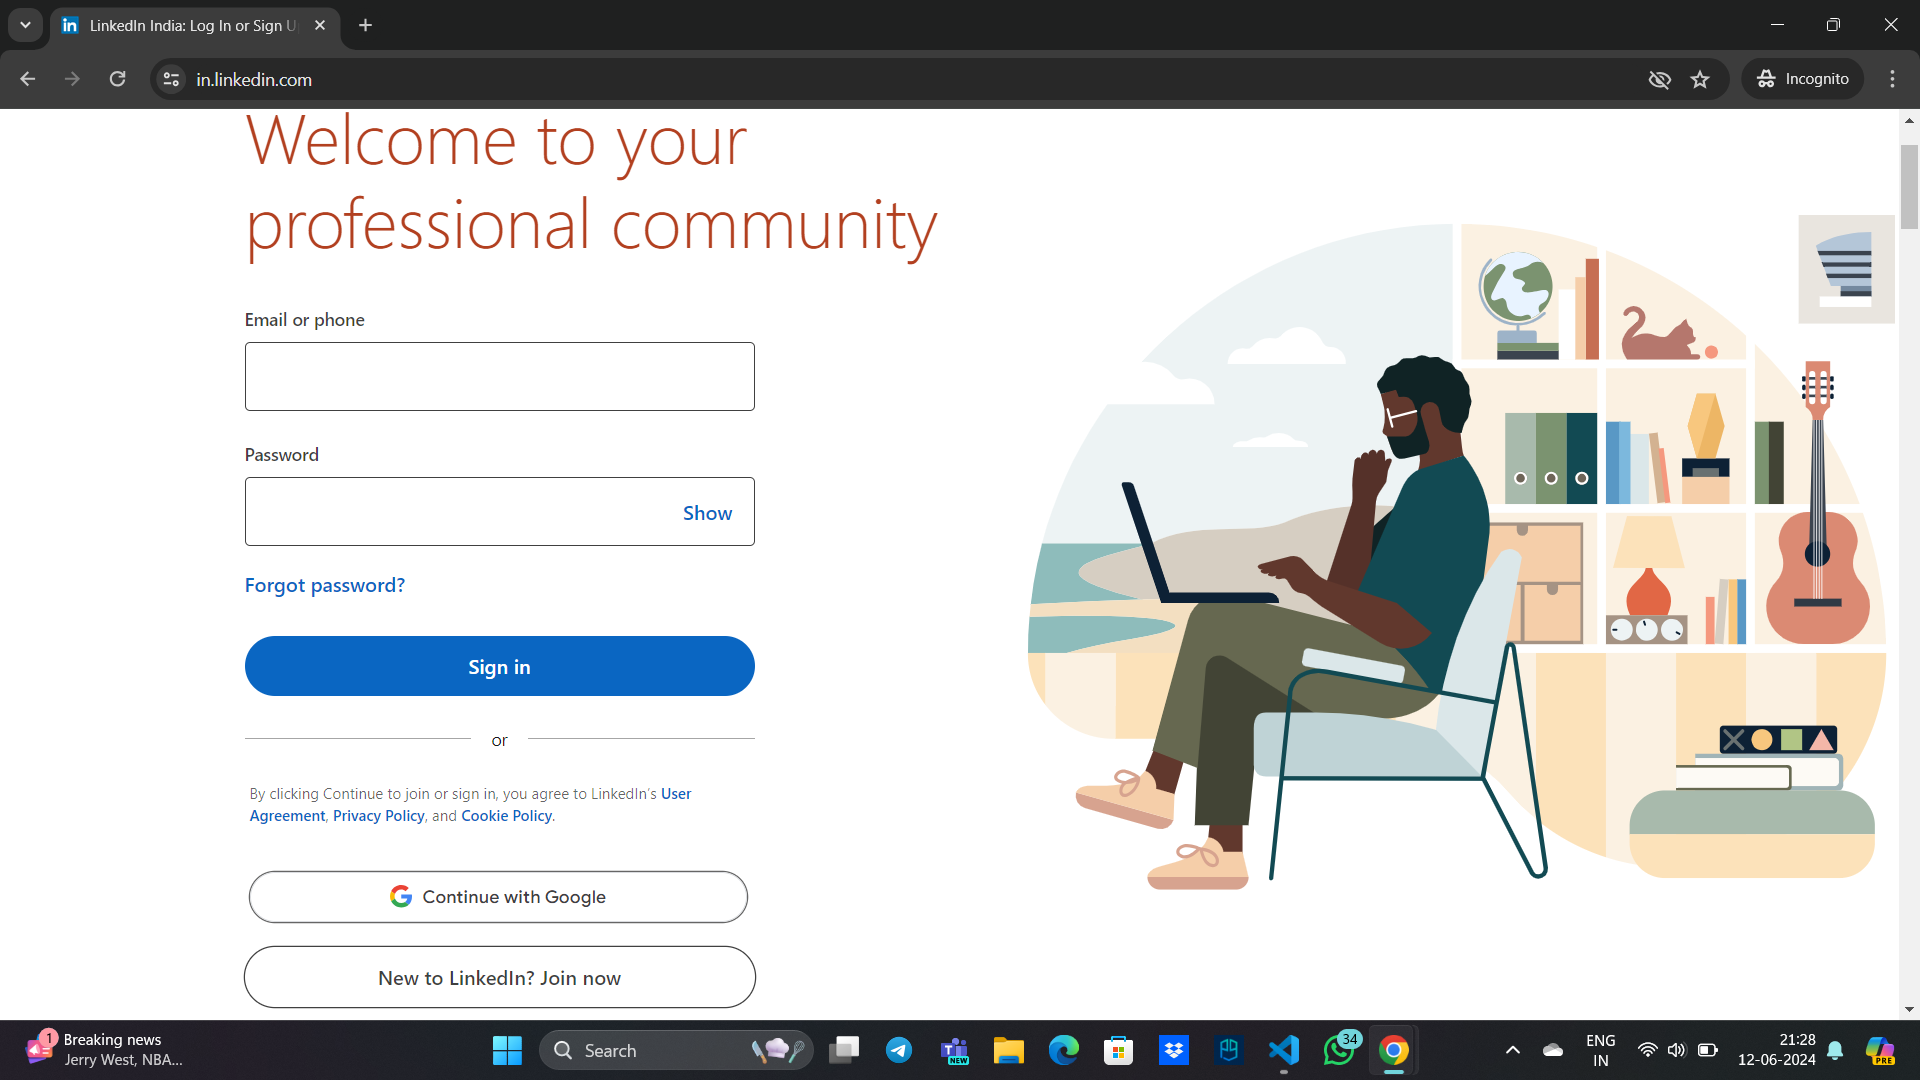 in LinkedIn India: Log In or Sign U
in.linkedin.com
Incognito
Welcome to your
professional community
Email or phone
Password
Show
Forgot password?
Sign in
or
By clicking Continue to join or sign in, you agree to LinkedIn's User
Agreement, Privacy Policy, and Cookie Policy.
Continue with Google
New to LinkedIn? Join now
1
Breaking news
Jerry West, NBA...
Search
NEW
34
ENG
IN
21:28
12-06-2024
PRE